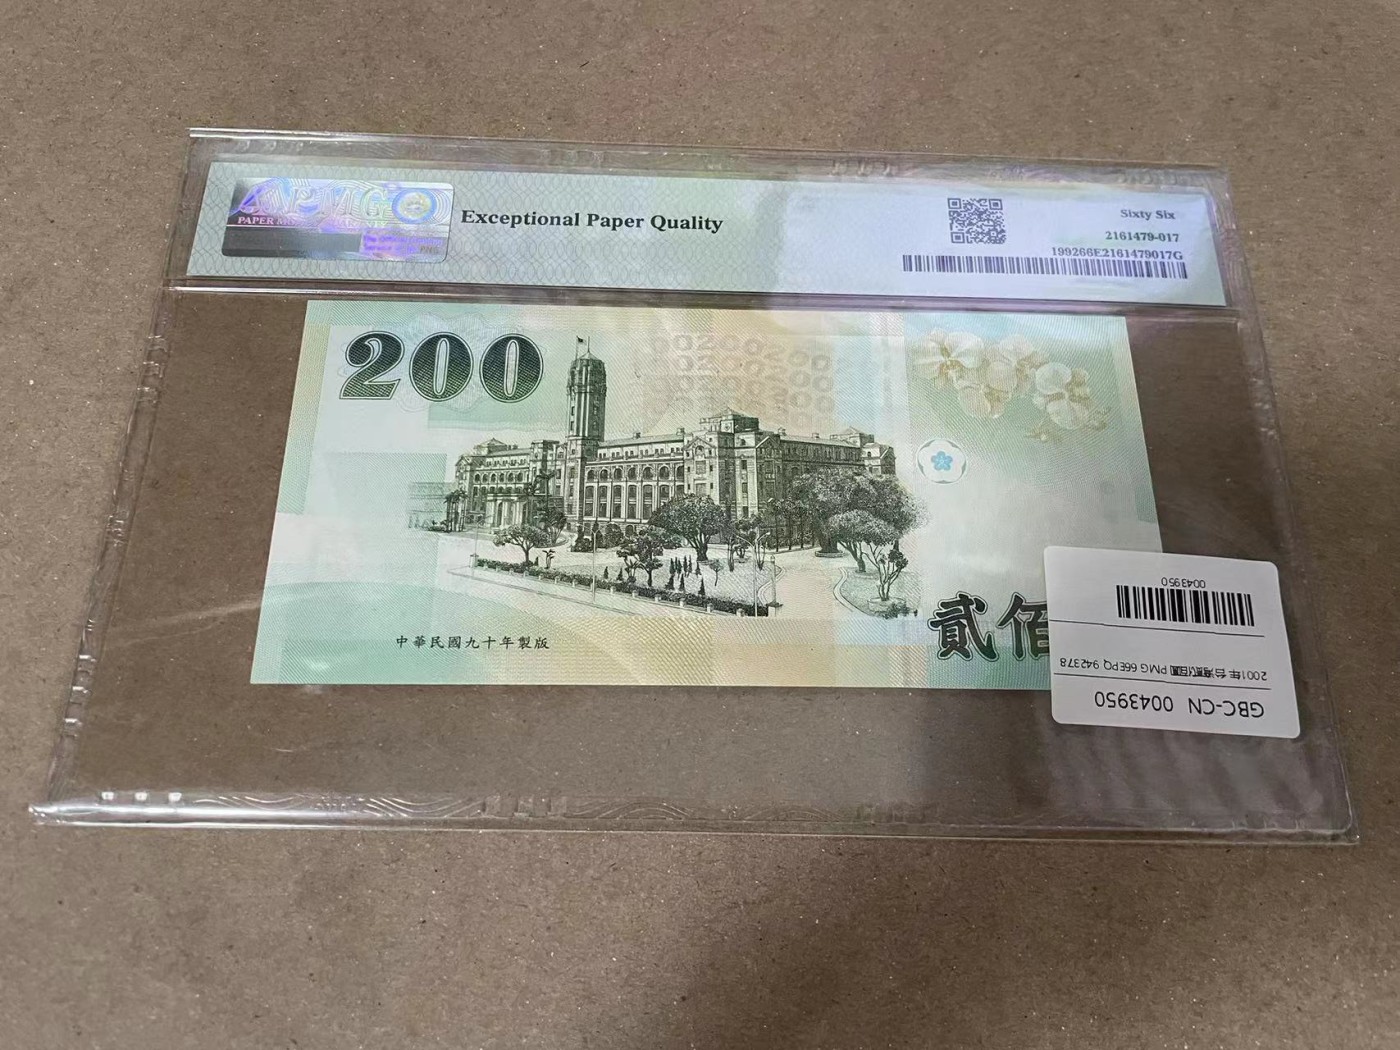 PMG
PAPER MONEY GUARANTY
Exceptional Paper Quality
Sixty Six
2161479-017
199266E2161479017G
200
中華民國九十年製版
貳佰
0043950
2001年 台灣貳佰圓 PMG 66EPQ 942378
GBC-CN 0043950